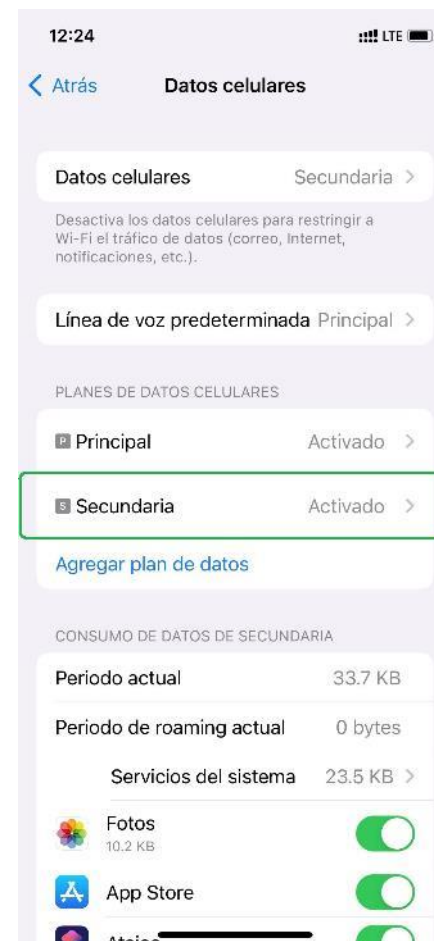 12:24
LTE
Atrás
Datos celulares
Datos celulares Secundaria
Desactiva los datos celulares para restringir a
Wi-Fi el tráfico de datos (correo, Internet,
notificaciones, etc.).
Línea de voz predeterminada Principal
PLANES DE DATOS CELULARES
P Principal Activado
S Secundaria Activado
Agregar plan de datos
CONSUMO DE DATOS DE SECUNDARIA
Periodo actual 33.7 KB
Periodo de roaming actual 0 bytes
Servicios del sistema 23.5 KB
Fotos
10.2 KB
App Store